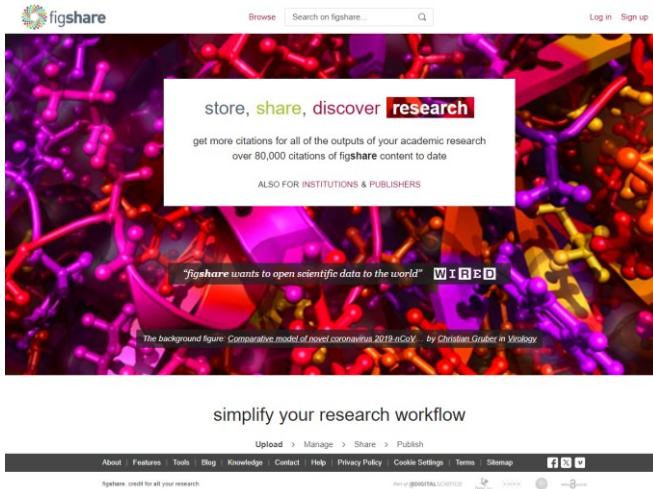 figshare
Browse
Search on figshare...
Log in Sign up
store, share, discover research
get more citations for all of the outputs of your academic research
over 80,000 citations of figshare content to date
ALSO FOR INSTITUTIONS & PUBLISHERS
"figshare wants to open scientific data to the world" WIRED
The background figure: Comparative model of novel coronavirus 2019-nCoV... by Christian Gruber in Virology
simplify your research workflow
Upload > Manage > Share > Publish
About | Features | Tools | Blog | Knowledge | Contact | Help | Privacy Policy | Cookie Settings | Terms | Sitemap
figshare. credit for all your research.
Part of DIGITALSCIENCE